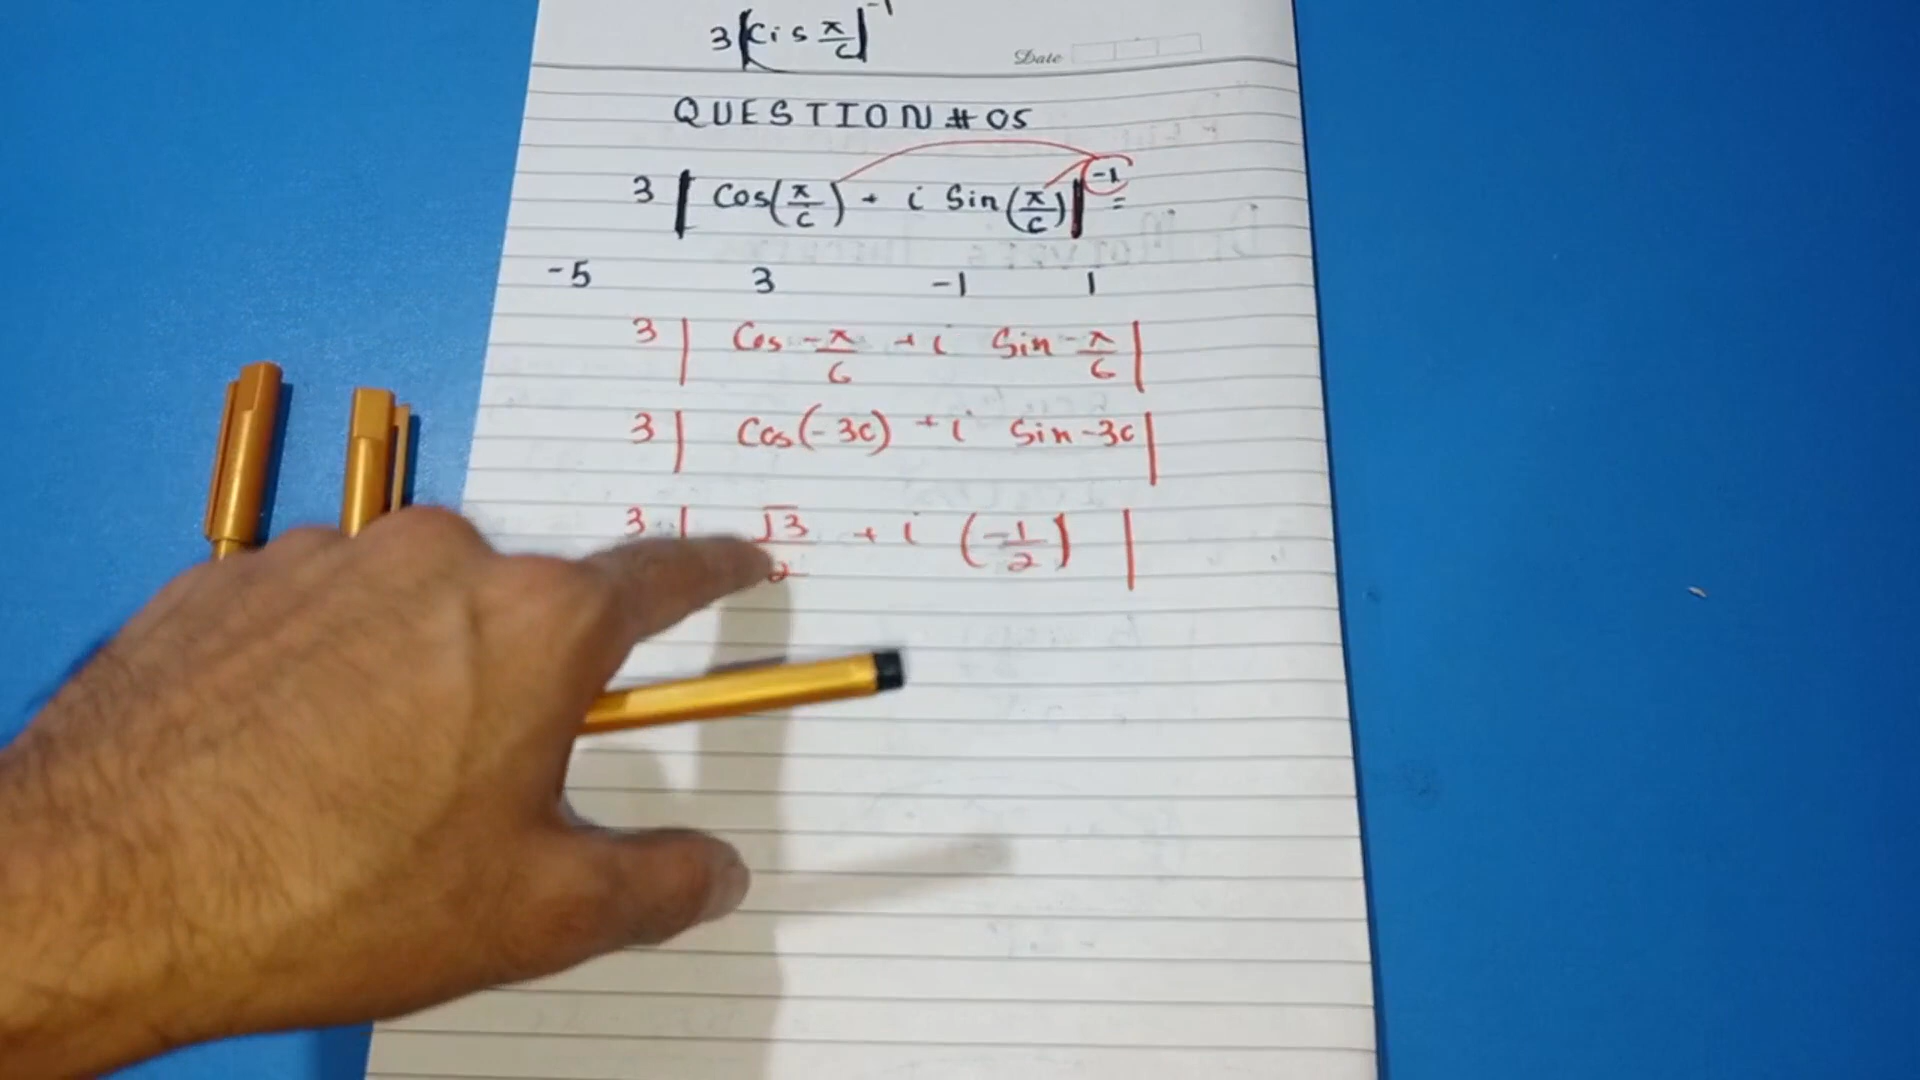 3|Cis π/6|⁻¹
Date
QUESTION # 05
3 | Cos(π/6) + i Sin(π/6)|⁻¹ =
-5 3 -1 1
3 | Cos -π/6 + i Sin -π/6 |
3 | Cos(-30) + i Sin -30 |
3 | √3/2 + i (-1/2) |